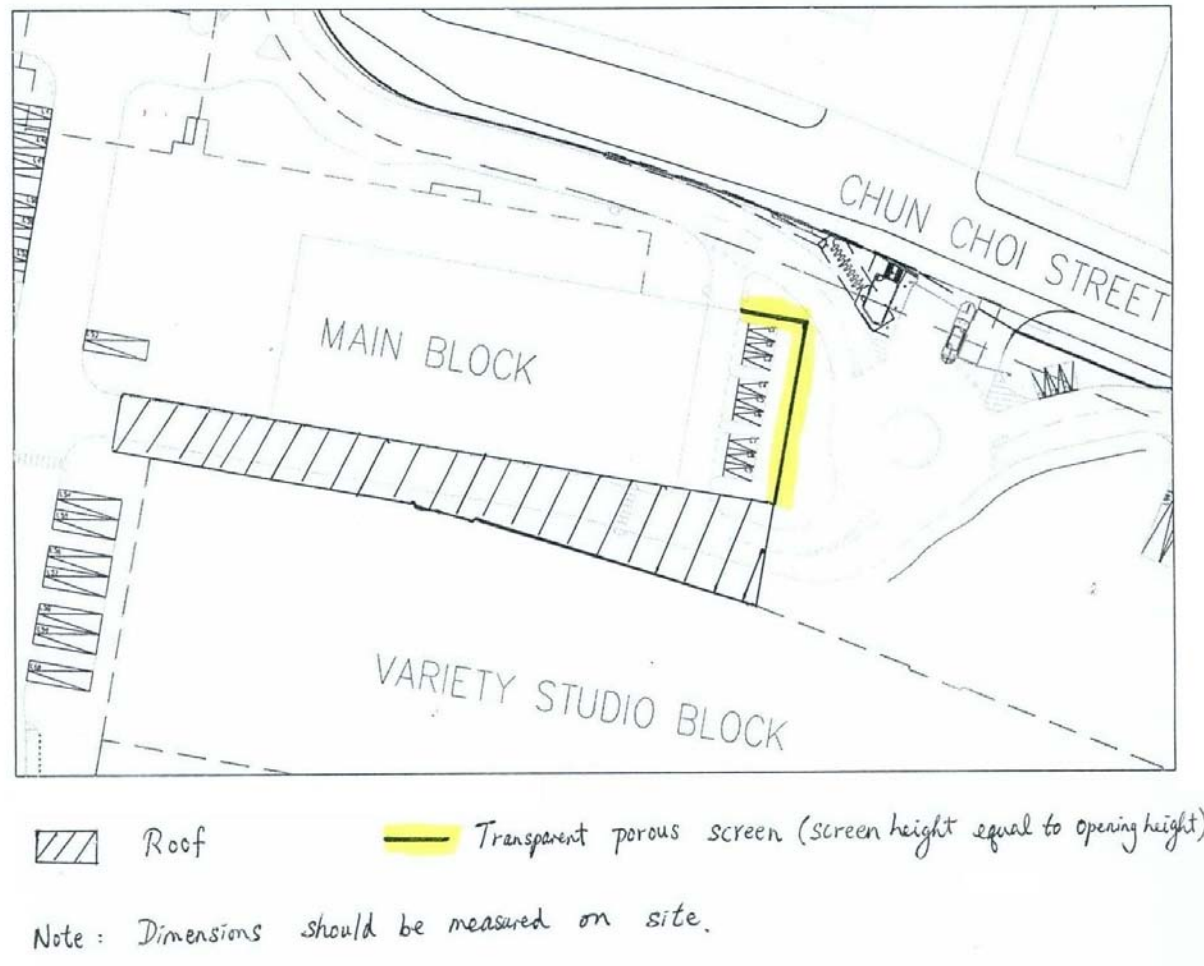 CHUN CHOI STREET
MAIN BLOCK
VARIETY STUDIO BLOCK
Roof
Transparent porous screen (screen height equal to opening height)
Note : Dimensions should be measured on site.